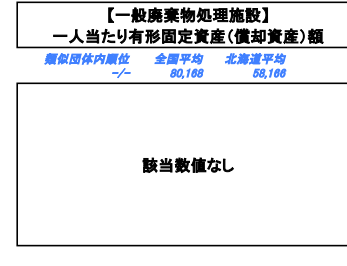 【一般廃棄物処理施設】
一人当たり有形固定資産(償却資産)額
類似団体内順位 全国平均 北海道平均
-/- 80,168 58,166
該当数値なし